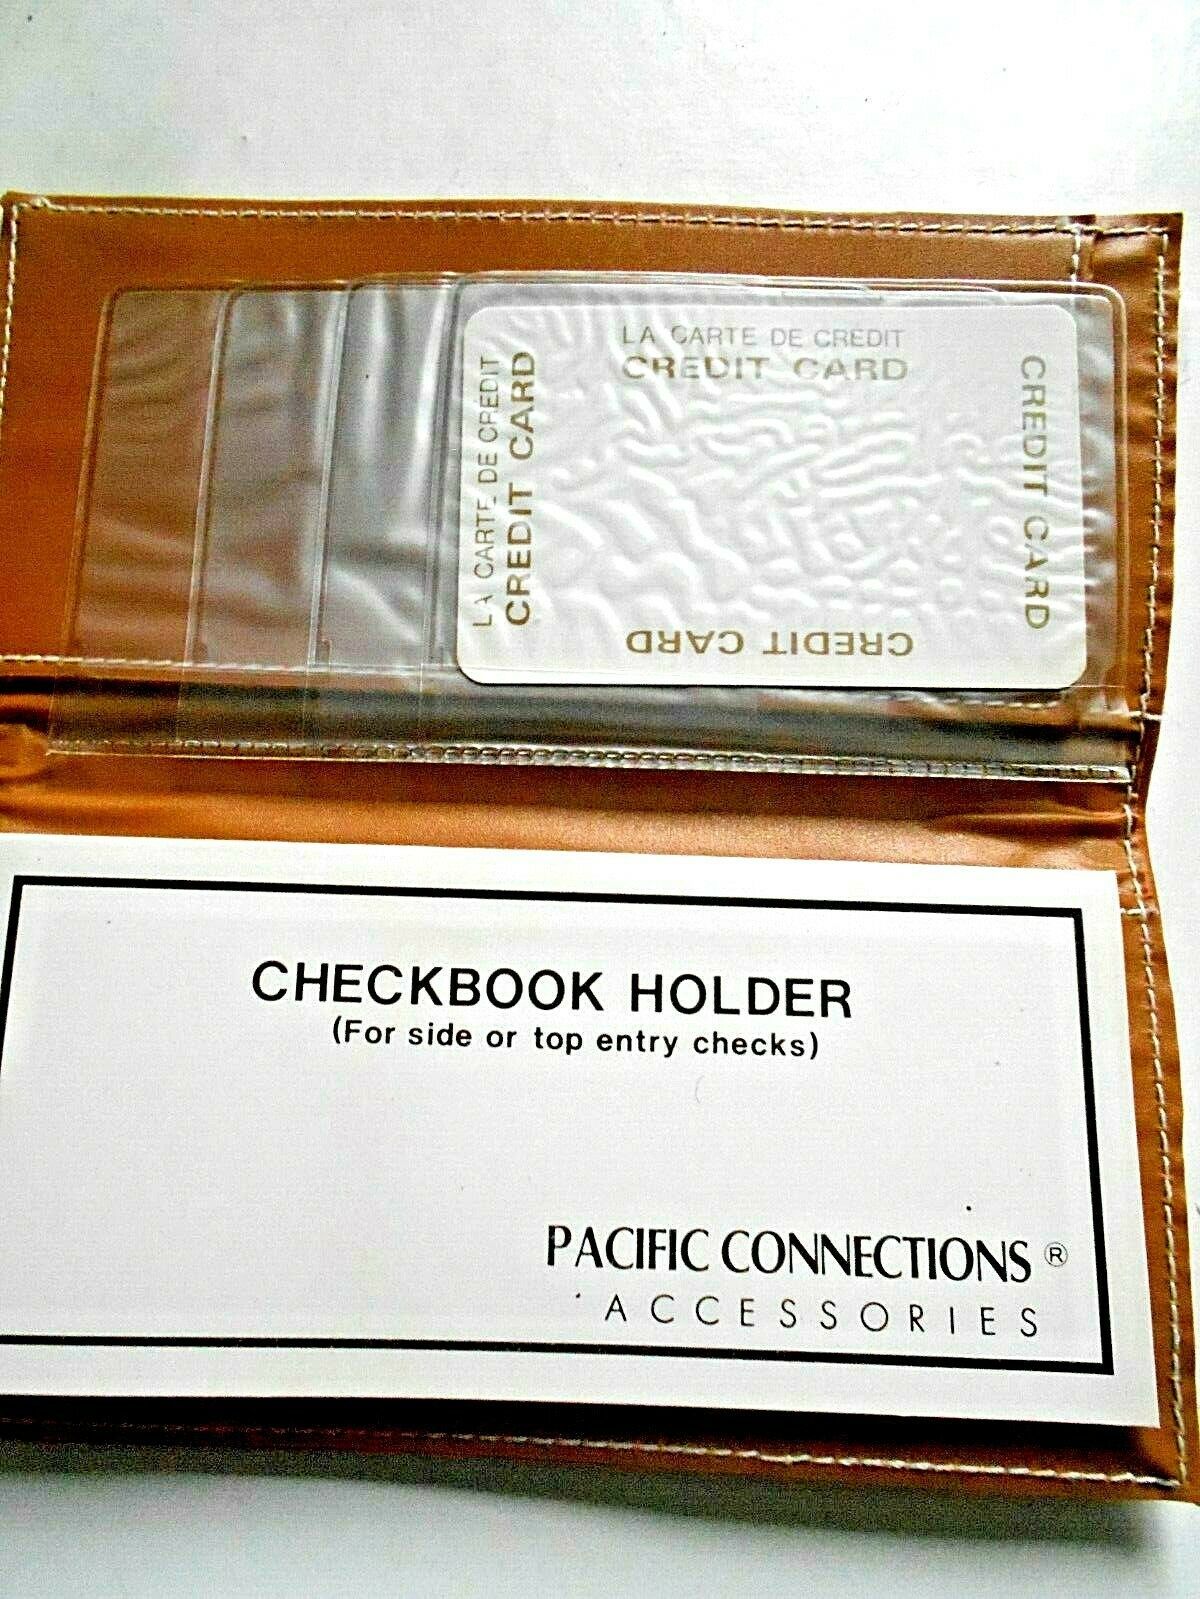 LA CARTE DE CREDIT
CREDIT CARD
LA CARTE DE CREDIT
CREDIT CARD
CREDIT CARD
CREDIT CARD
CHECKBOOK HOLDER
(For side or top entry checks)
PACIFIC CONNECTIONS ®
ACCESSORIES